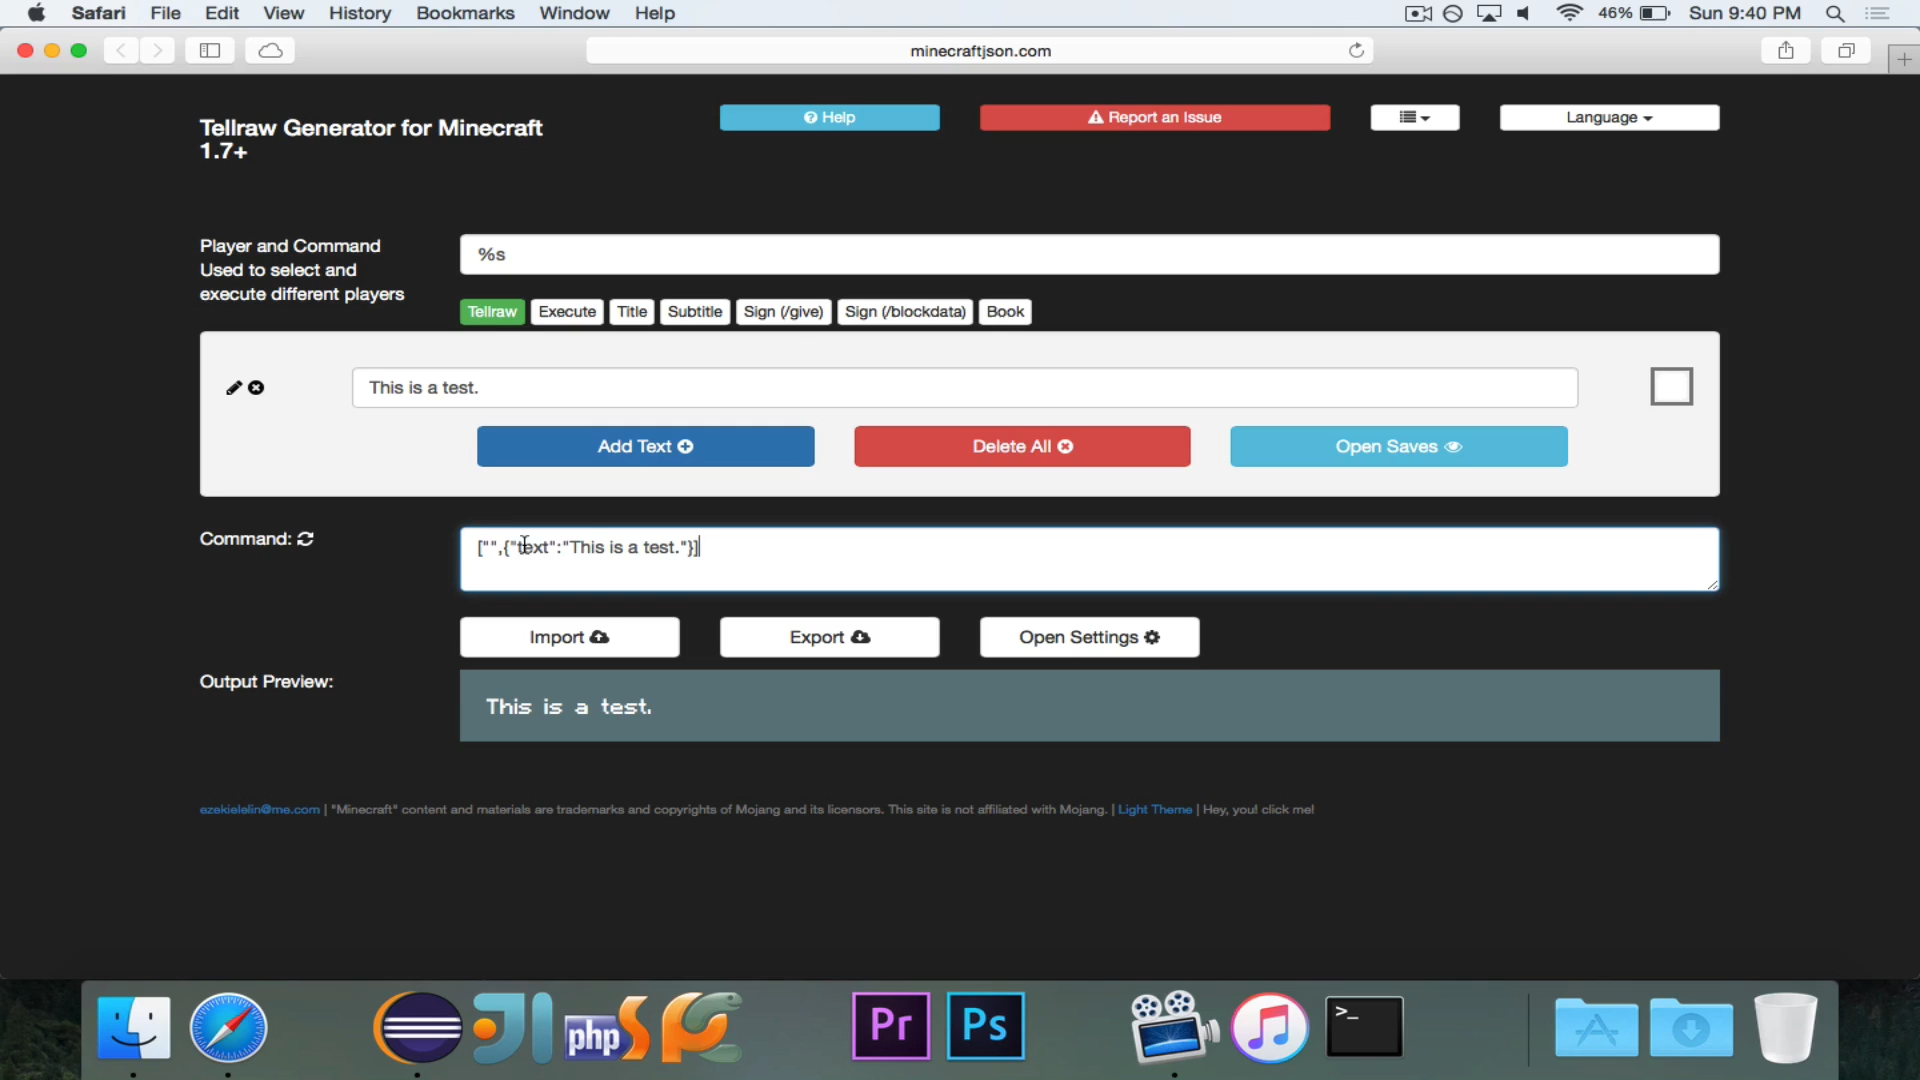 Safari File Edit View History Bookmarks Window Help 46% Sun 9:40 PM
minecraftjson.com
Tellraw Generator for Minecraft
1.7+
Help
Report an Issue
Language
Player and Command
Used to select and
execute different players
%s
Tellraw Execute Title Subtitle Sign (/give) Sign (/blockdata) Book
This is a test.
Add Text
Delete All
Open Saves
Command:
["",{"text":"This is a test."}]
Import
Export
Open Settings
Output Preview:
This is a test.
ezekielelin@me.com | "Minecraft" content and materials are trademarks and copyrights of Mojang and its licensors. This site is not affiliated with Mojang. | Light Theme | Hey, you! click me!
php
Pr
Ps
>_